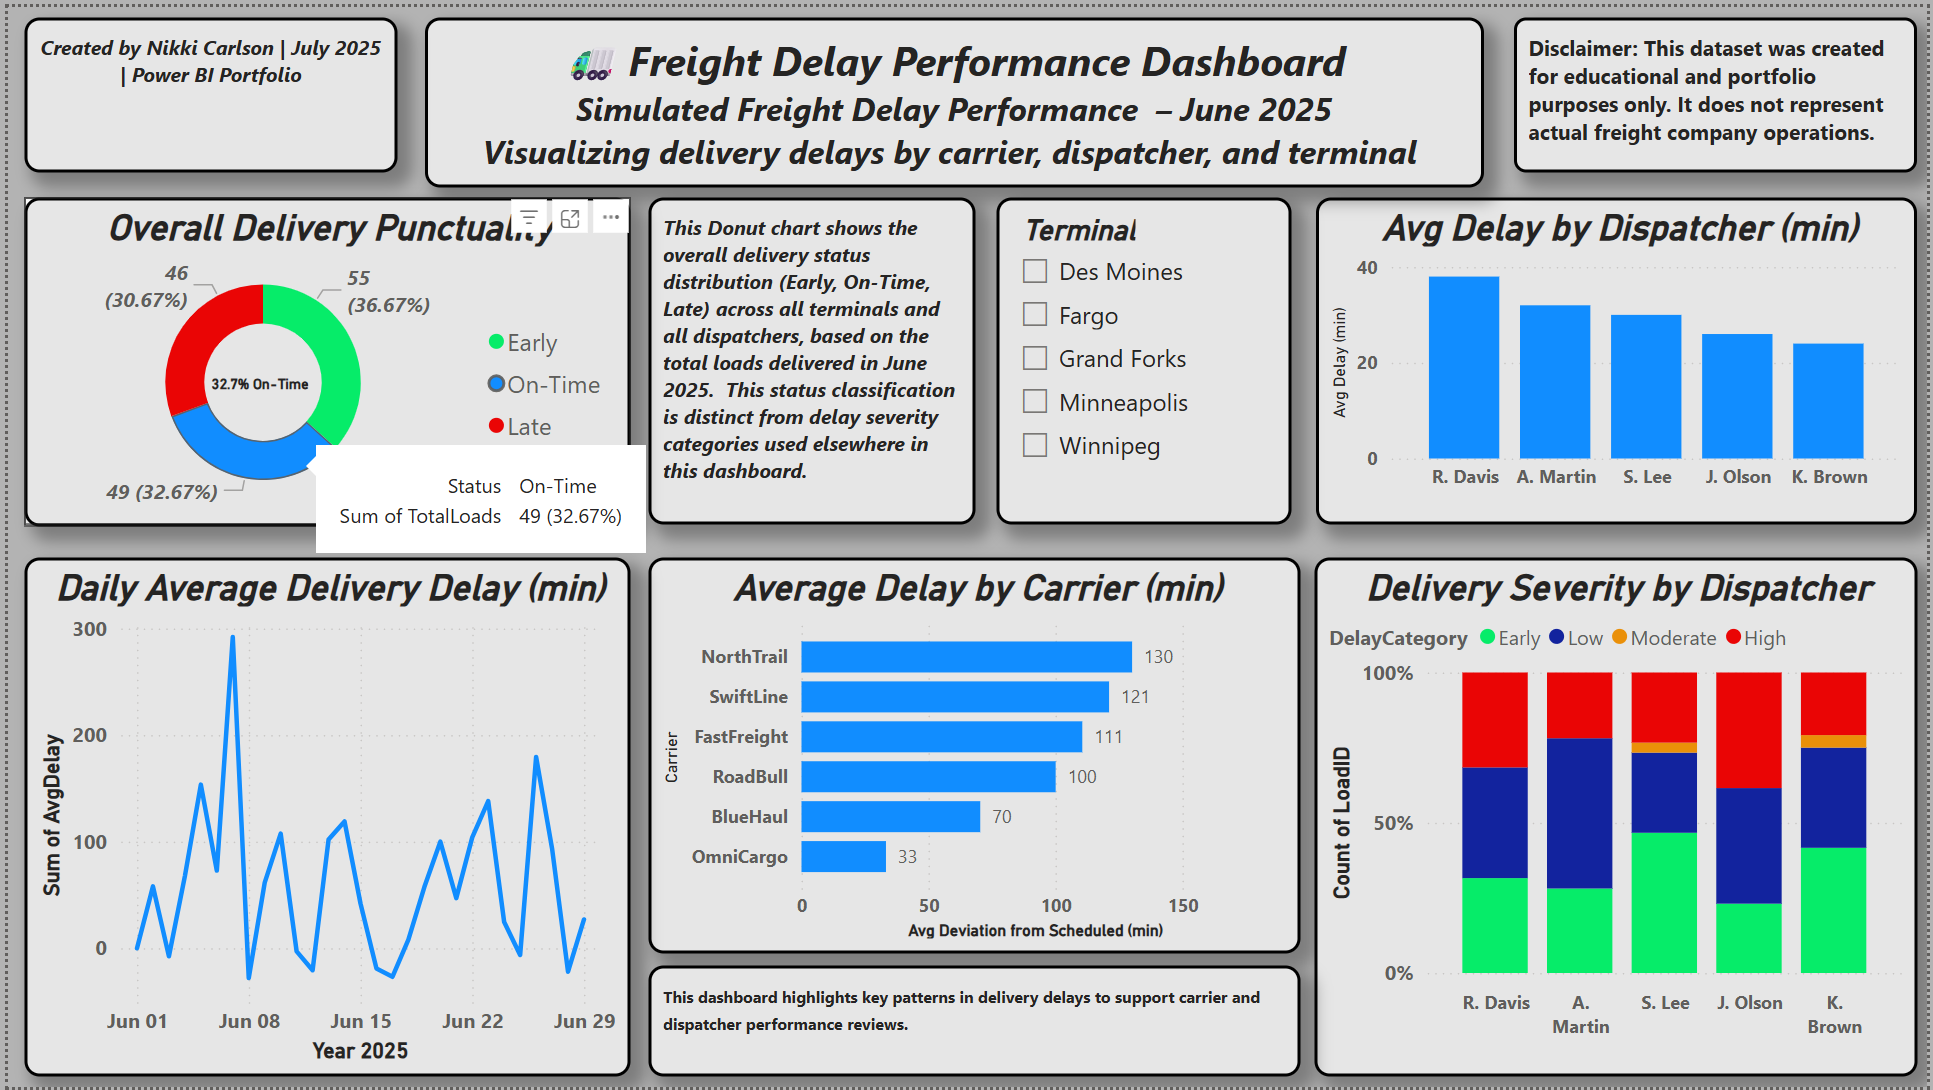 Created by Nikki Carlson | July 2025
| Power BI Portfolio
Freight Delay Performance Dashboard
Simulated Freight Delay Performance – June 2025
Visualizing delivery delays by carrier, dispatcher, and terminal
Disclaimer: This dataset was created
for educational and portfolio
purposes only. It does not represent
actual freight company operations.
Overall Delivery Punctuality
46
(30.67%)
55
(36.67%)
32.7% On-Time
49 (32.67%)
Early
On-Time
Late
Status On-Time
Sum of TotalLoads 49 (32.67%)
This Donut chart shows the
overall delivery status
distribution (Early, On-Time,
Late) across all terminals and
all dispatchers, based on the
total loads delivered in June
2025. This status classification
is distinct from delay severity
categories used elsewhere in
this dashboard.
Terminal
Des Moines
Fargo
Grand Forks
Minneapolis
Winnipeg
Avg Delay by Dispatcher (min)
Avg Delay (min)
40
20
0
R. Davis A. Martin S. Lee J. Olson K. Brown
Daily Average Delivery Delay (min)
Sum of AvgDelay
300
200
100
0
Jun 01 Jun 08 Jun 15 Jun 22 Jun 29
Year 2025
Average Delay by Carrier (min)
Carrier
NorthTrail 130
SwiftLine 121
FastFreight 111
RoadBull 100
BlueHaul 70
OmniCargo 33
0 50 100 150
Avg Deviation from Scheduled (min)
This dashboard highlights key patterns in delivery delays to support carrier and
dispatcher performance reviews.
Delivery Severity by Dispatcher
DelayCategory Early Low Moderate High
Count of LoadID
100%
50%
0%
R. Davis A. Martin S. Lee J. Olson K. Brown